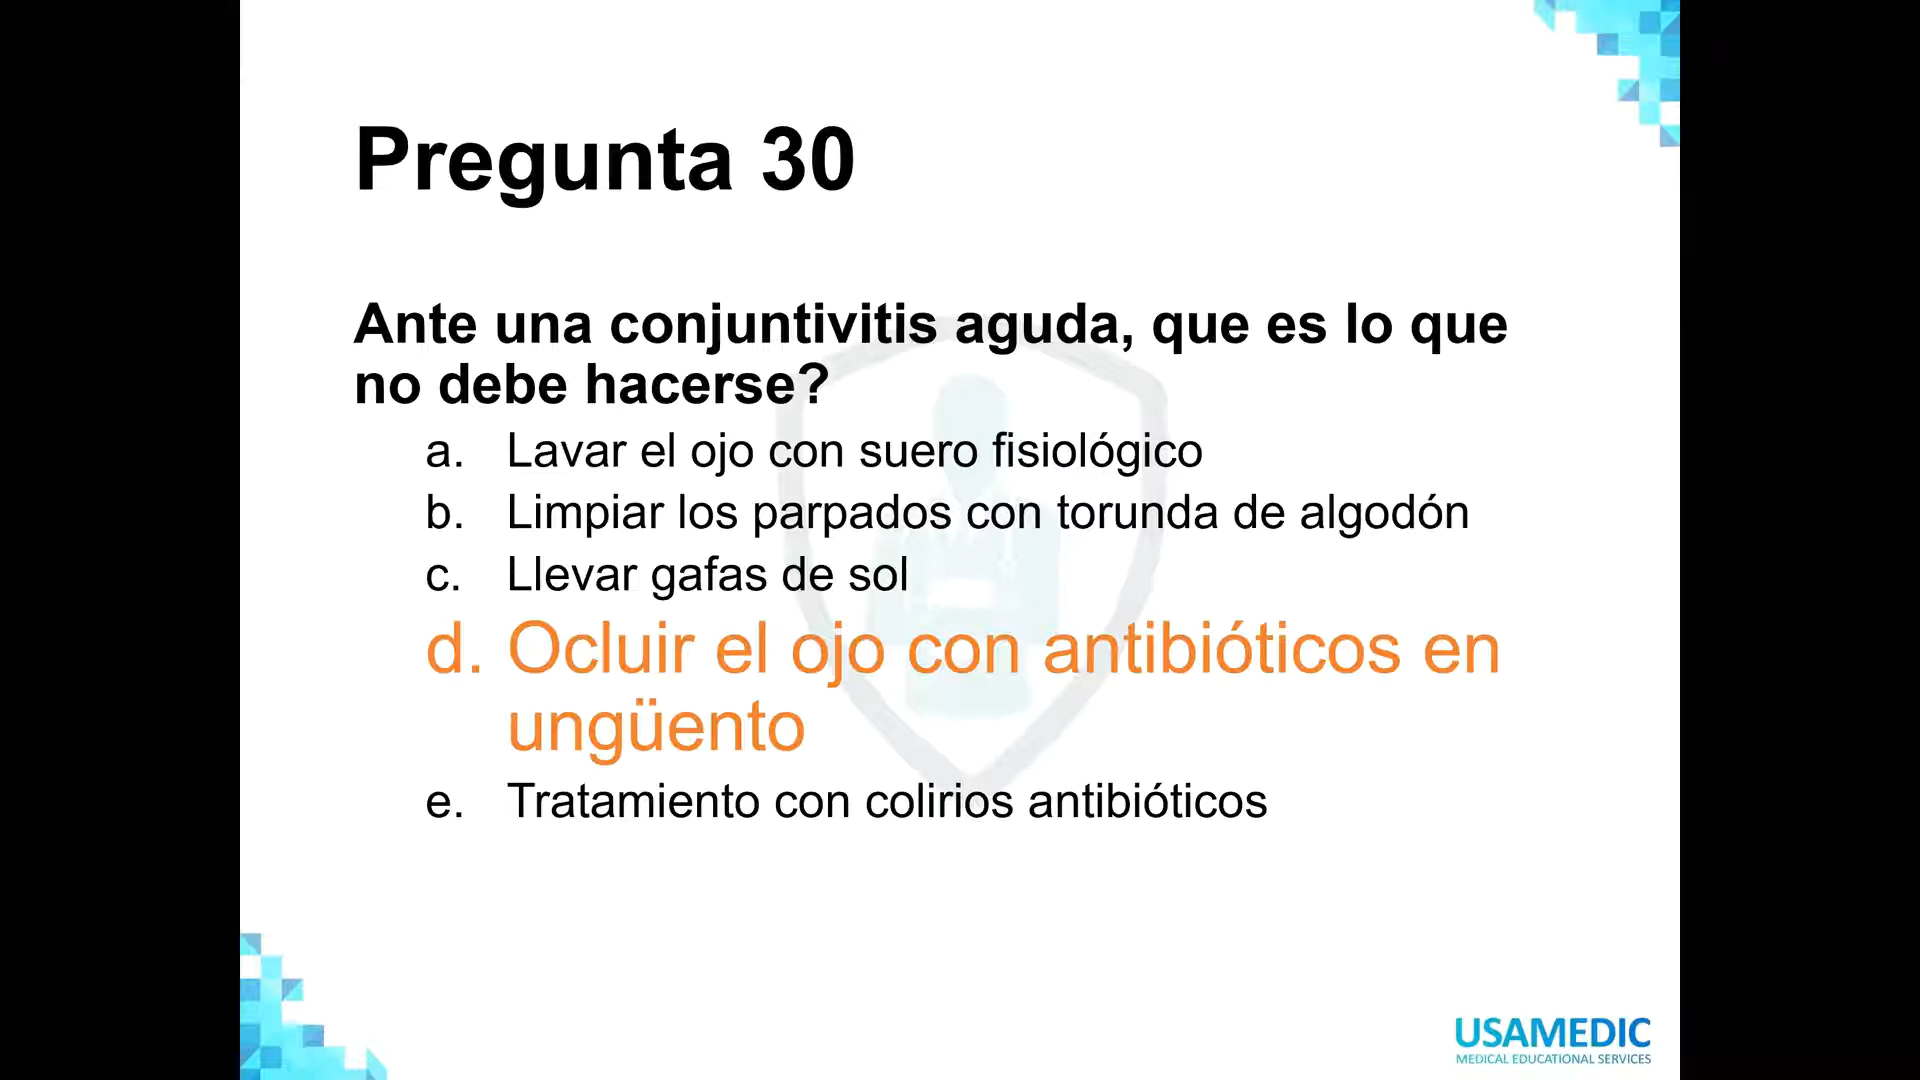 Pregunta 30
Ante una conjuntivitis aguda, que es lo que
no debe hacerse?
a. Lavar el ojo con suero fisiológico
b. Limpiar los parpados con torunda de algodón
c. Llevar gafas de sol
d. Ocluir el ojo con antibióticos en
ungüento
e. Tratamiento con colirios antibióticos
USAMEDIC
MEDICAL EDUCATIONAL SERVICES